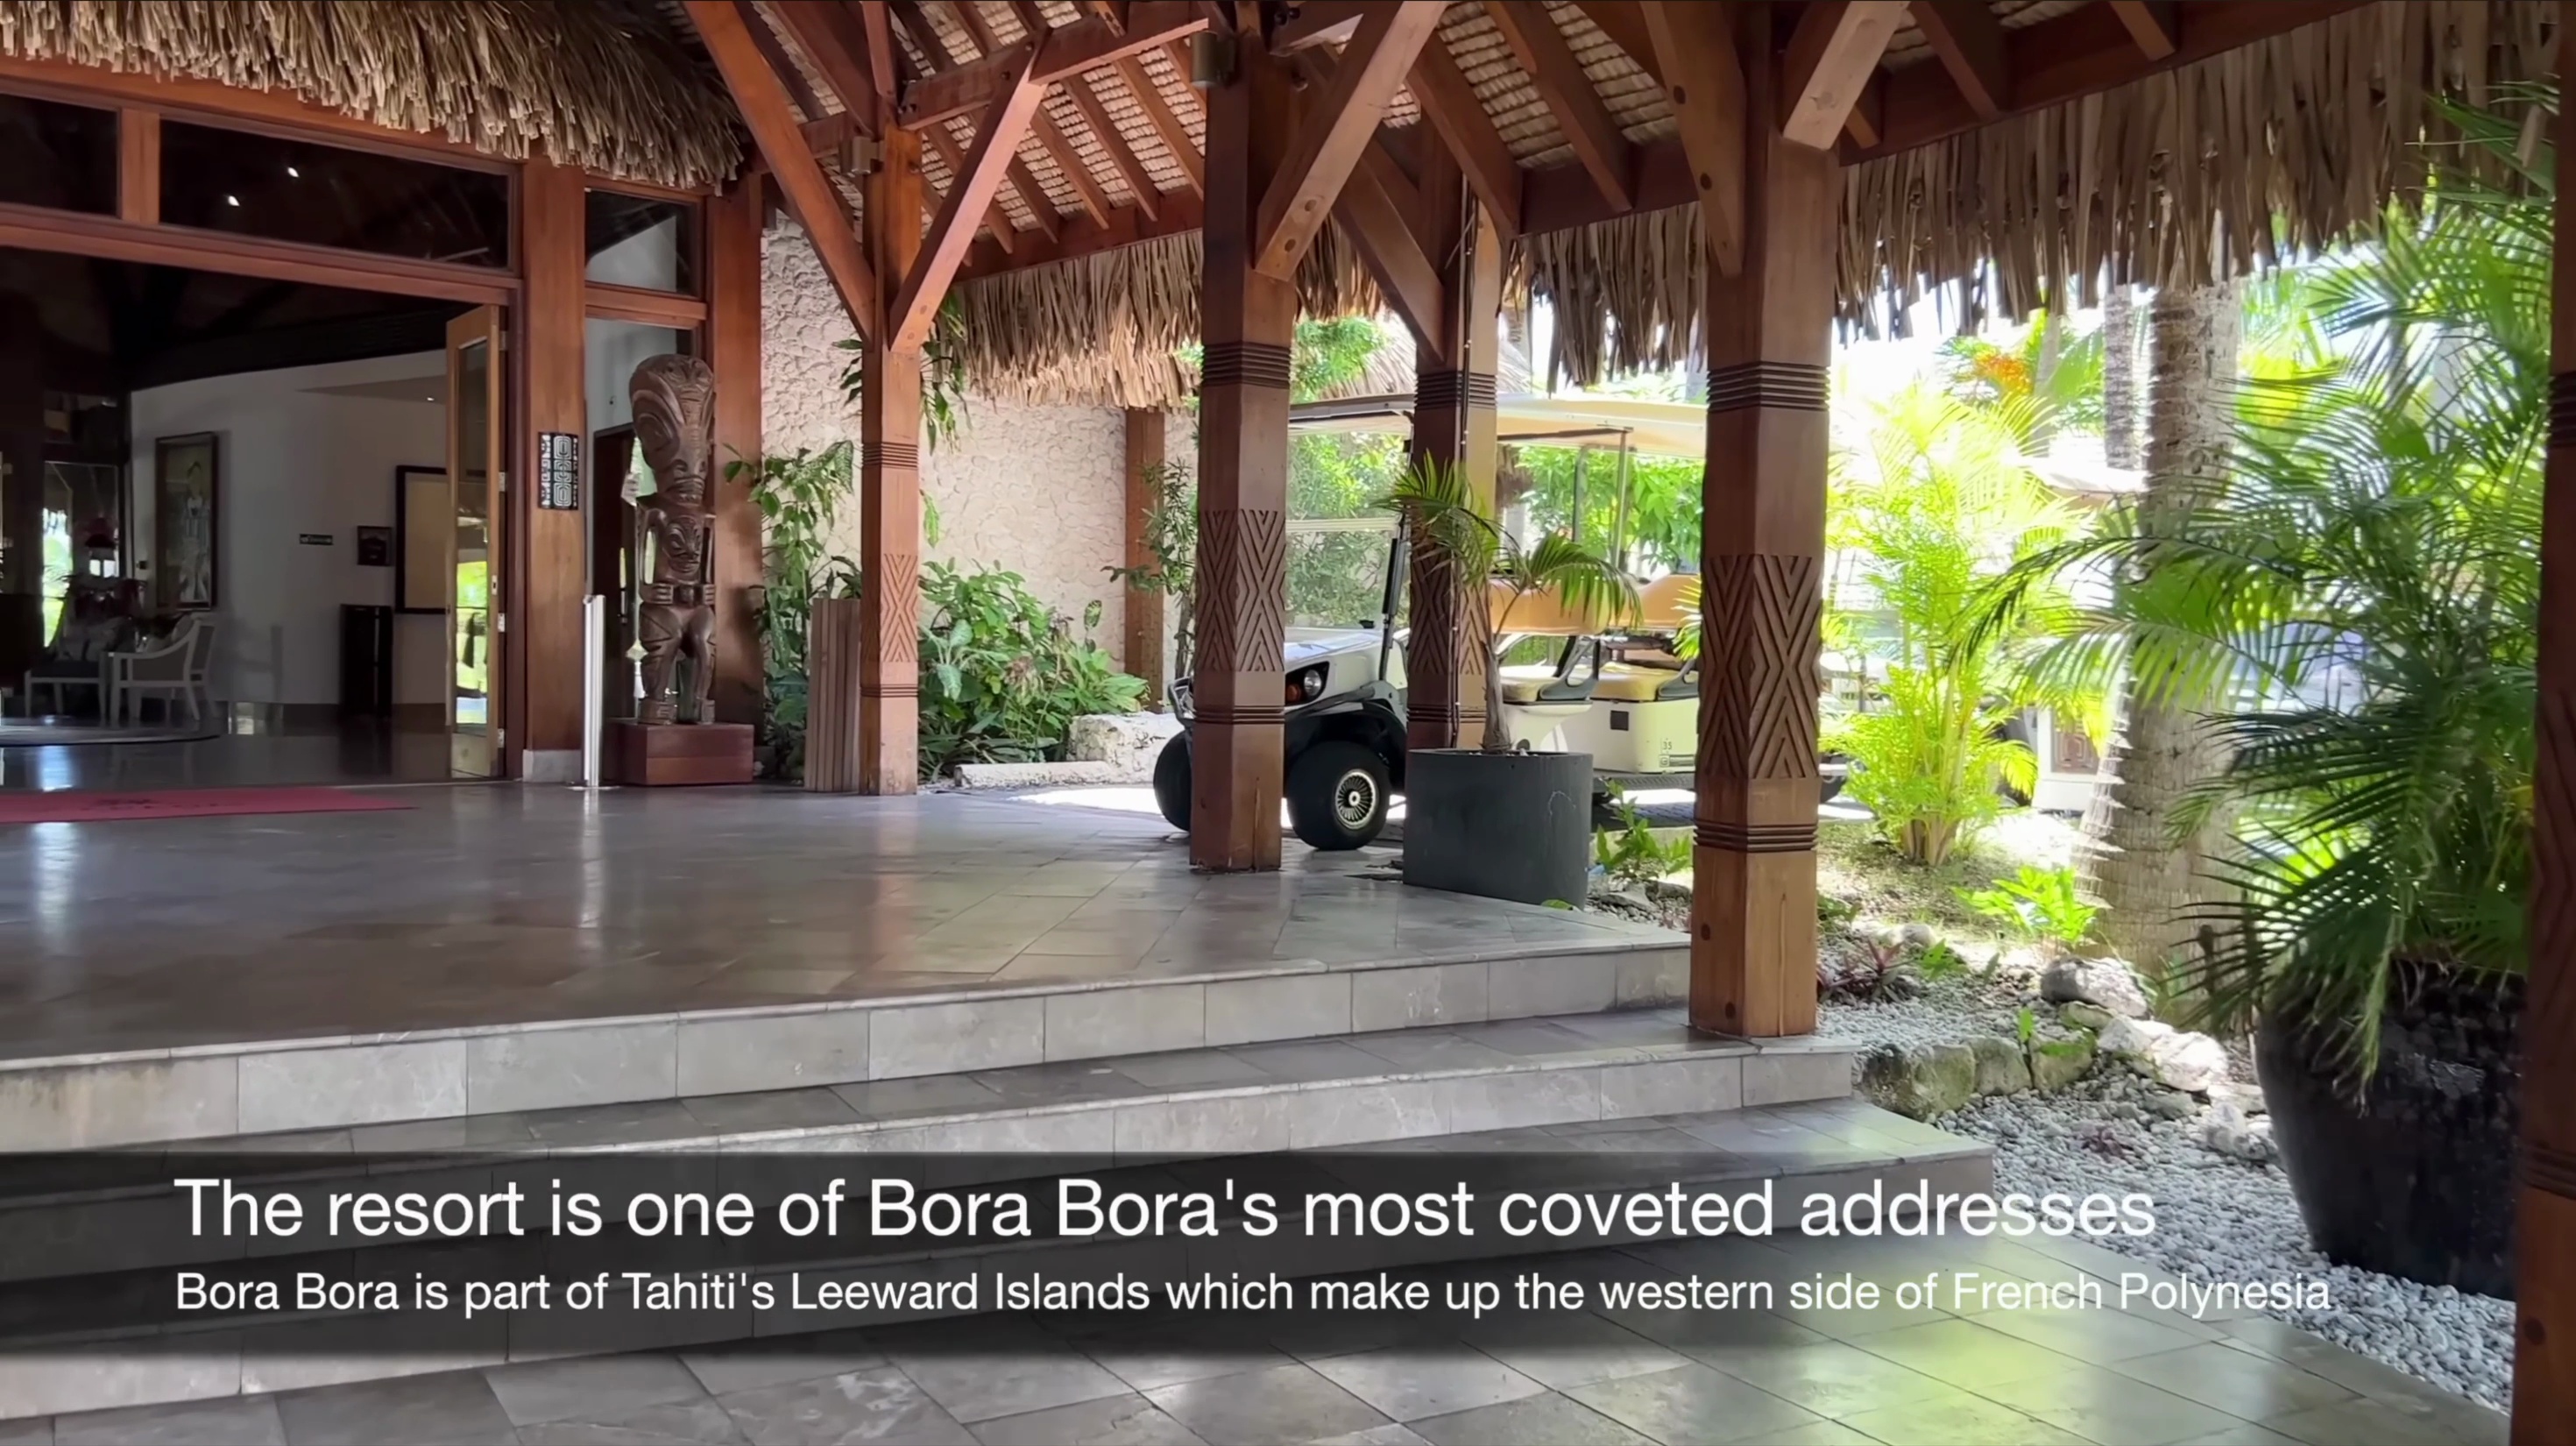 The resort is one of Bora Bora's most coveted addresses
Bora Bora is part of Tahiti's Leeward Islands which make up the western side of French Polynesia
35